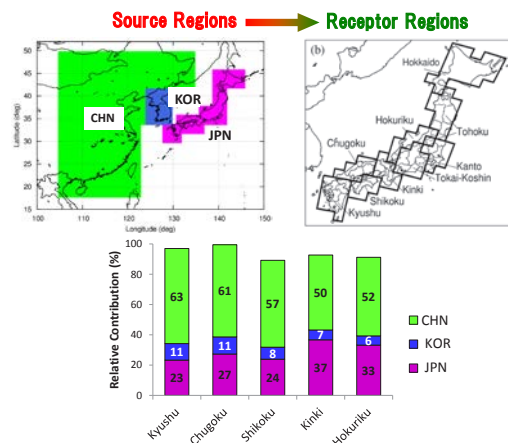 Source Regions
Receptor Regions
50
45
40
35
30
25
20
15
Latitude (deg)
CHN
KOR
JPN
100 110 120 130 140 150
Longitude (deg)
(b)
Hokkaido
Hokuriku
Chugoku
Tohoku
Kanto
Tokai-Koshin
Kinki
Shikoku
Kyushu
Relative Contribution (%)
100
80
60
40
20
0
63 61 57 50 52
11 11 8 7 6
23 27 24 37 33
CHN
KOR
JPN
Kyushu
Chugoku
Shikoku
Kinki
Hokuriku